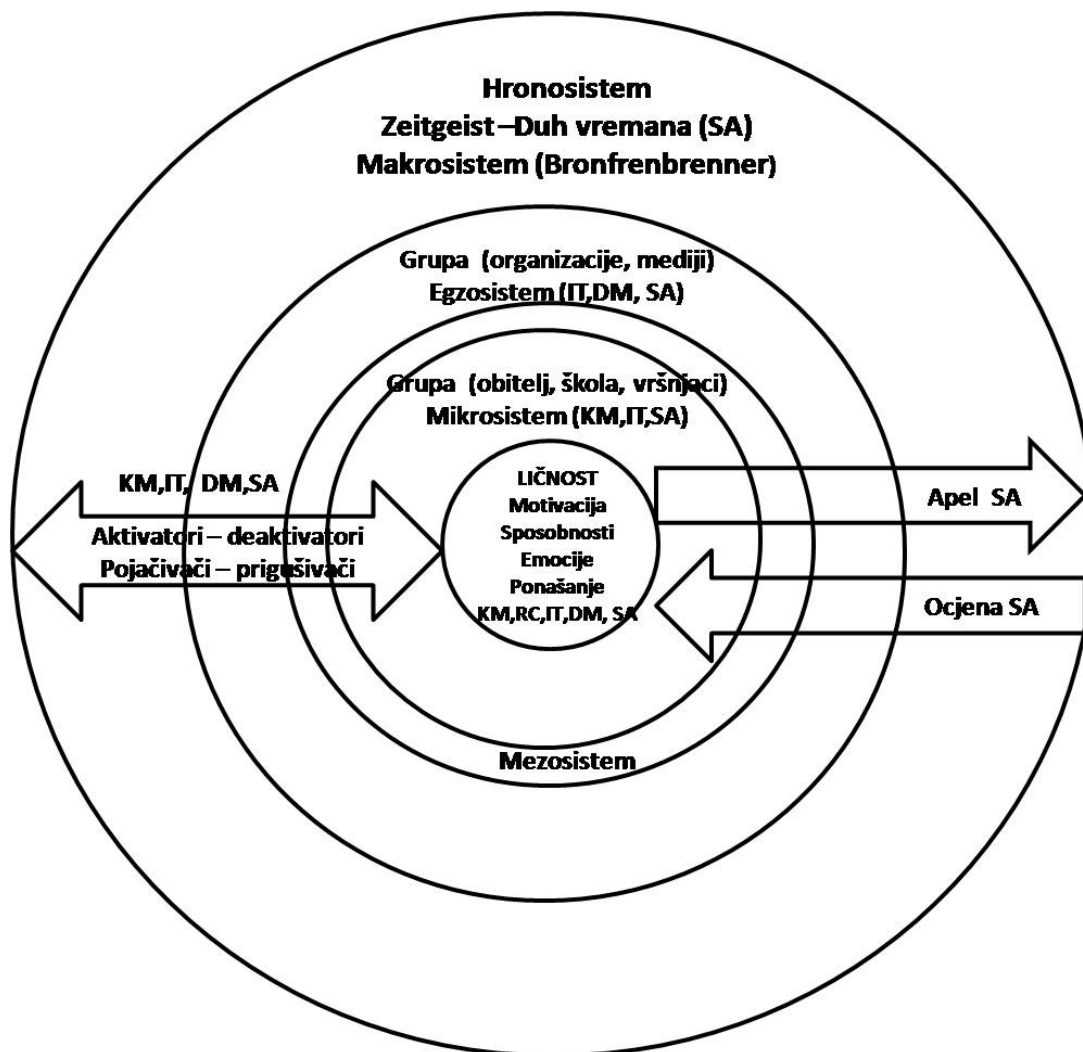 Hronosistem
Zeitgeist –Duh vremana (SA)
Makrosistem (Bronfrenbrenner)
Grupa (organizacije, mediji)
Egzosistem (IT,DM, SA)
Grupa (obitelj, škola, vršnjaci)
Mikrosistem (KM,IT,SA)
LIČNOST
Motivacija
Sposobnosti
Emocije
Ponašanje
KM,RC,IT,DM, SA
KM,IT, DM,SA
Aktivatori – deaktivatori
Pojačivači – prigušivači
Apel SA
Ocjena SA
Mezosistem